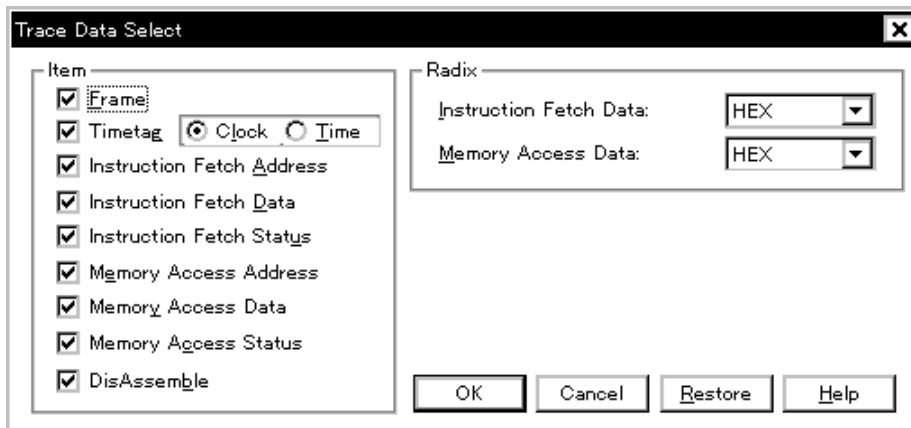 Trace Data Select
Item
Frame
Timetag Clock Time
Instruction Fetch Address
Instruction Fetch Data
Instruction Fetch Status
Memory Access Address
Memory Access Data
Memory Access Status
DisAssemble
Radix
Instruction Fetch Data: HEX
Memory Access Data: HEX
OK Cancel Restore Help